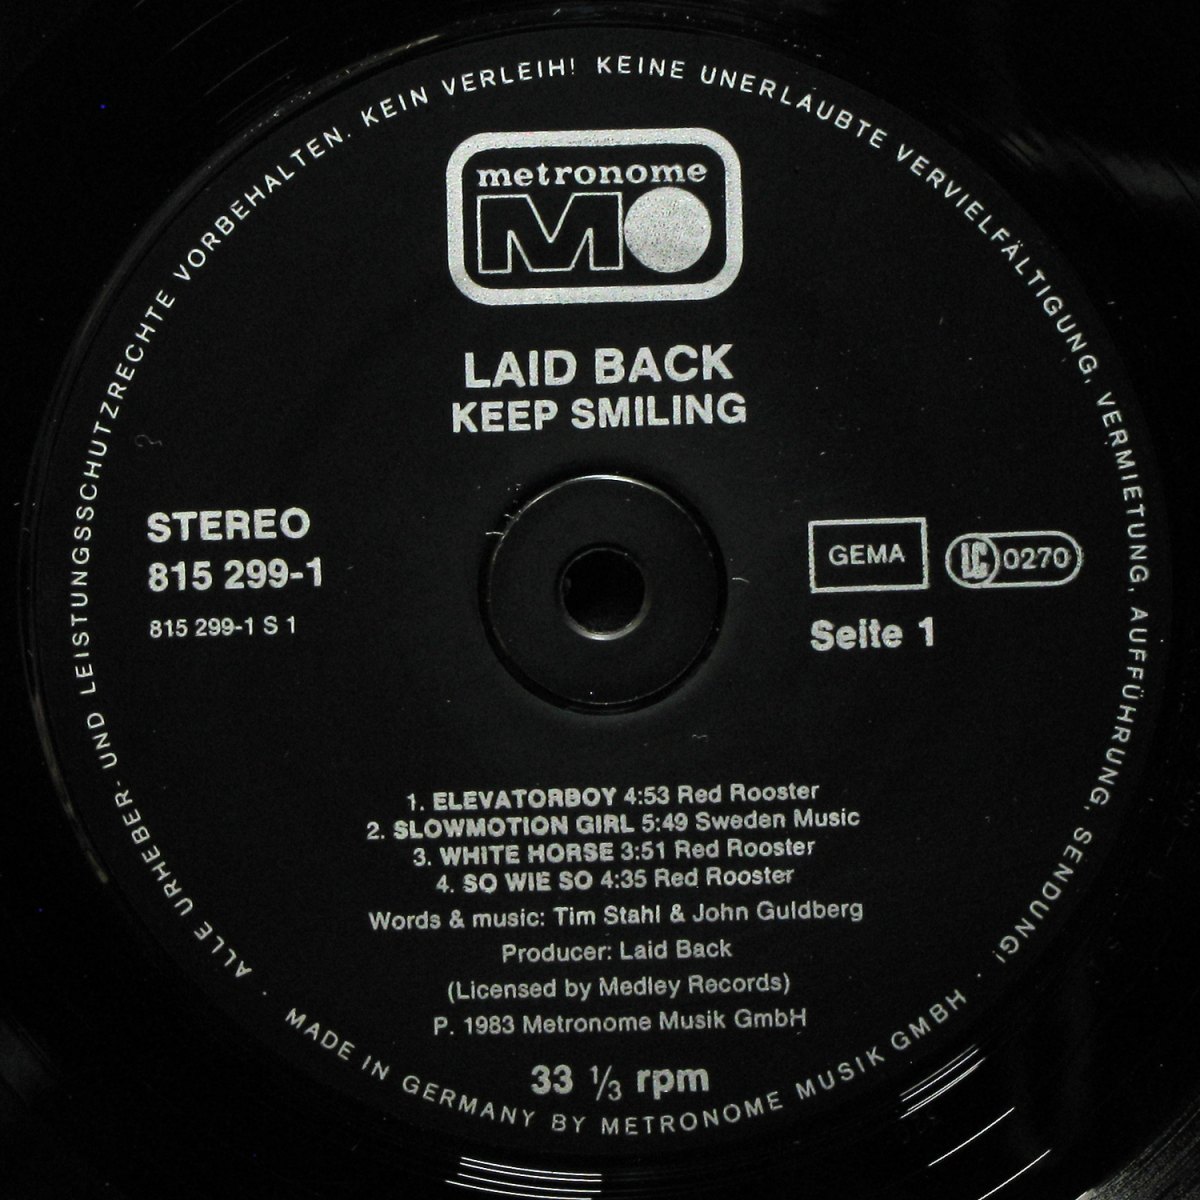 ALLE URHEBER- UND LEISTUNGSSCHUTZRECHTE VORBEHALTEN. KEIN VERLEIH! KEINE UNERLAUBTE VERVIELFÄLTIGUNG, VERMIETUNG, AUFFÜHRUNG, SENDUNG!
metronome
MO
LAID BACK
KEEP SMILING
STEREO
815 299-1
815 299-1 S 1
GEMA
LC 0270
Seite 1
1. ELEVATORBOY 4:53 Red Rooster
2. SLOWMOTION GIRL 5:49 Sweden Music
3. WHITE HORSE 3:51 Red Rooster
4. SO WIE SO 4:35 Red Rooster
Words & music: Tim Stahl & John Guldberg
Producer: Laid Back
(Licensed by Medley Records)
P. 1983 Metronome Musik GmbH
33 1/3 rpm
· MADE IN GERMANY BY METRONOME MUSIK GMBH ·